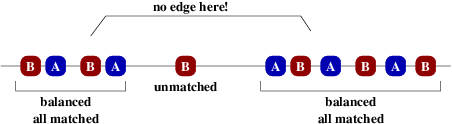 no edge here!
B A B A B A B A B A B
unmatched
balanced
all matched
balanced
all matched